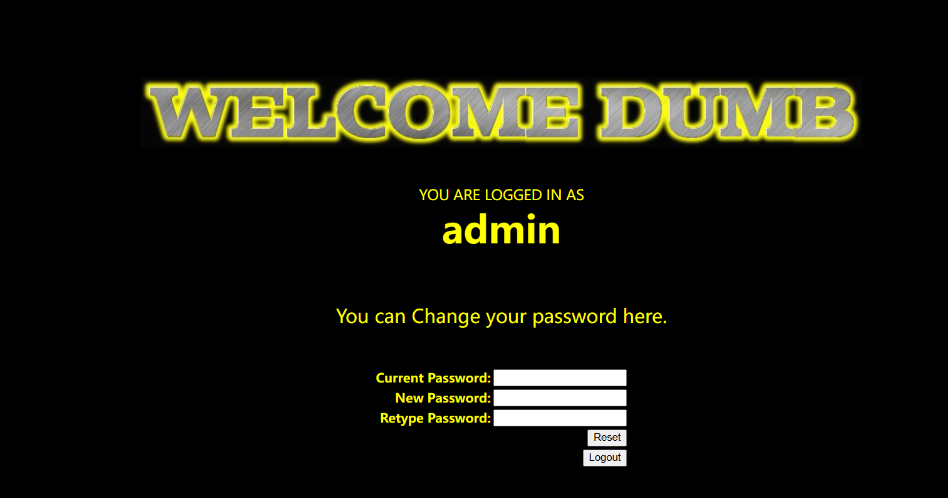 WELCOME DUMB
YOU ARE LOGGED IN AS
admin
You can Change your password here.
Current Password:
New Password:
Retype Password:
Reset
Logout